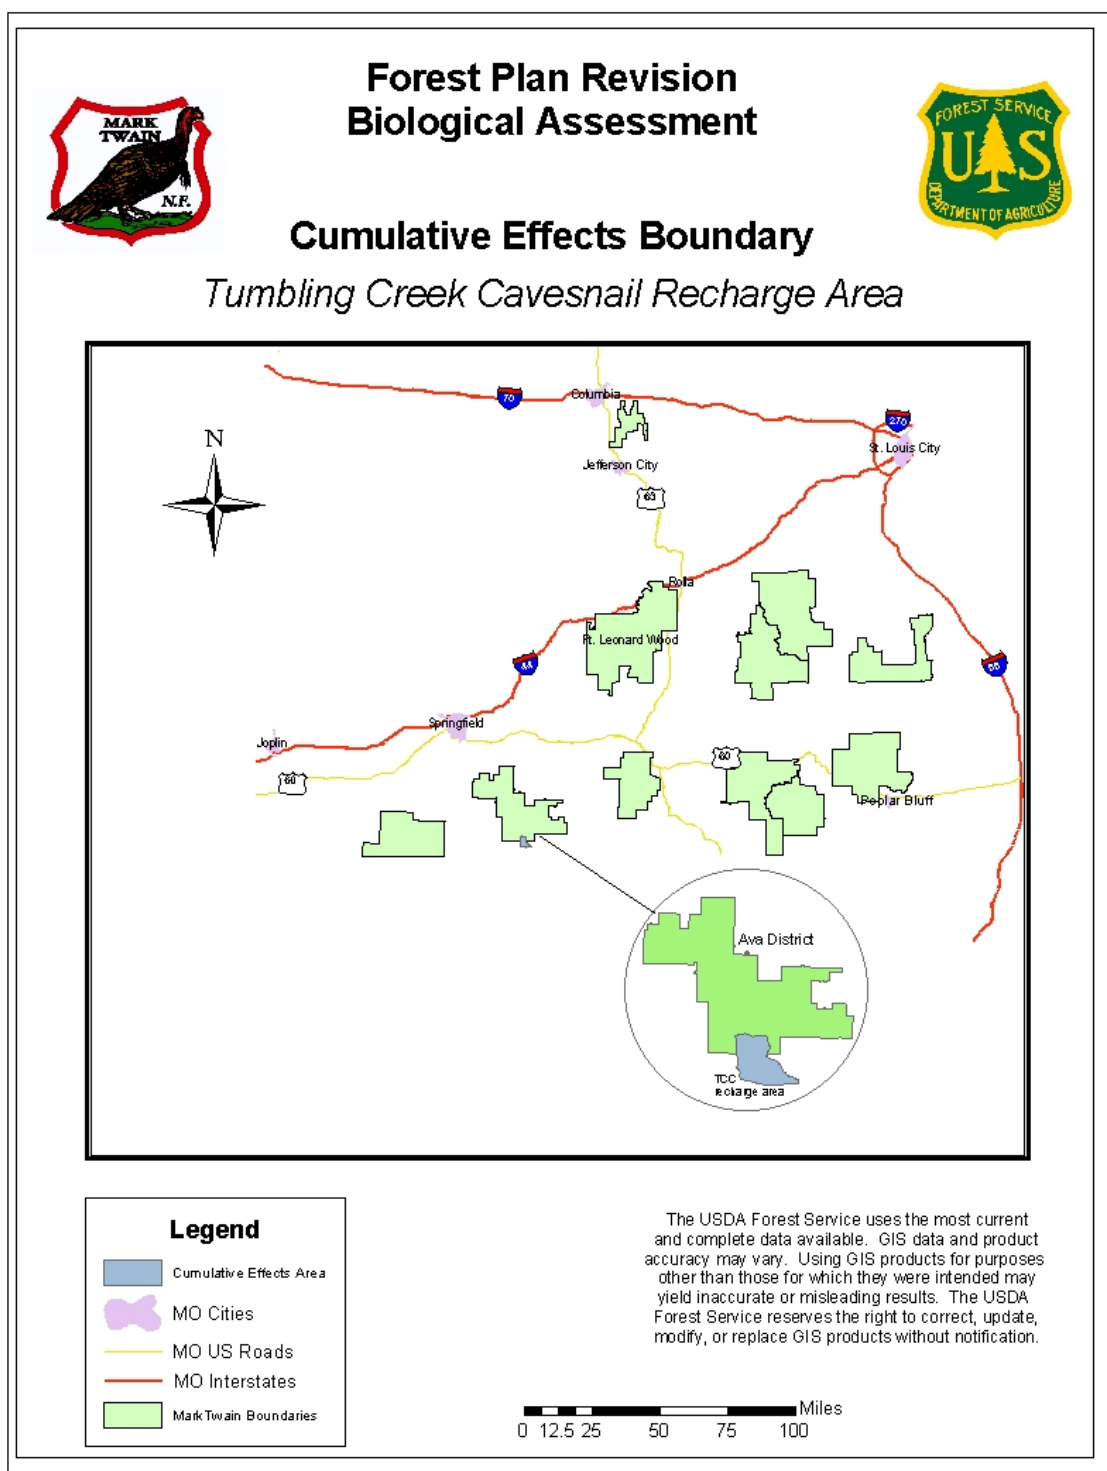 Forest Plan Revision
Biological Assessment
MARK
TWAIN
N.F.
FOREST SERVICE
US
DEPARTMENT OF AGRICULTURE
Cumulative Effects Boundary
Tumbling Creek Cavesnail Recharge Area
70
Columbia
270
St. Louis City
N
Jefferson City
63
Rolla
Ft. Leonard Wood
44
55
Springfield
Joplin
60
60
Poplar Bluff
Ava District
TCC
recharge area
Legend
Cumulative Effects Area
MO Cities
MO US Roads
MO Interstates
Mark Twain Boundaries
The USDA Forest Service uses the most current
and complete data available. GIS data and product
accuracy may vary. Using GIS products for purposes
other than those for which they were intended may
yield inaccurate or misleading results. The USDA
Forest Service reserves the right to correct, update,
modify, or replace GIS products without notification.
Miles
0 12.5 25 50 75 100